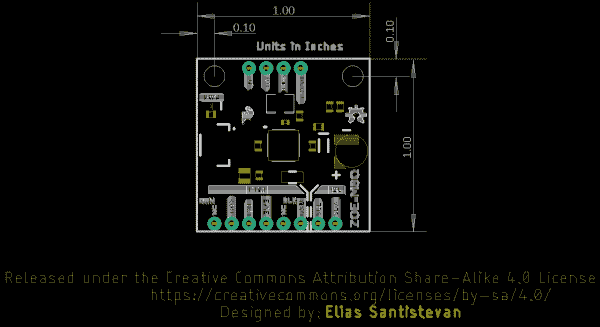 1.00
0.10
0.10
Units in Inches
1.00
ZOE-M8Q
Released under the Creative Commons Attribution Share-Alike 4.0 License
https://creativecommons.org/licenses/by-sa/4.0/
Designed by: Elias Santistevan